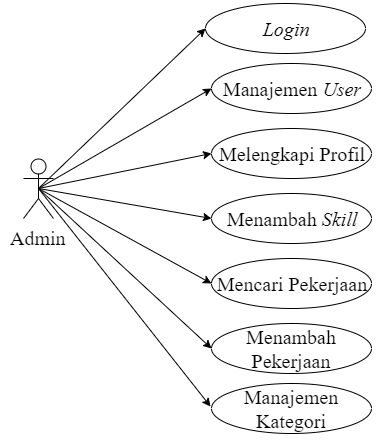 Login
Manajemen User
Melengkapi Profil
Menambah Skill
Admin
Mencari Pekerjaan
Menambah
Pekerjaan
Manajemen
Kategori